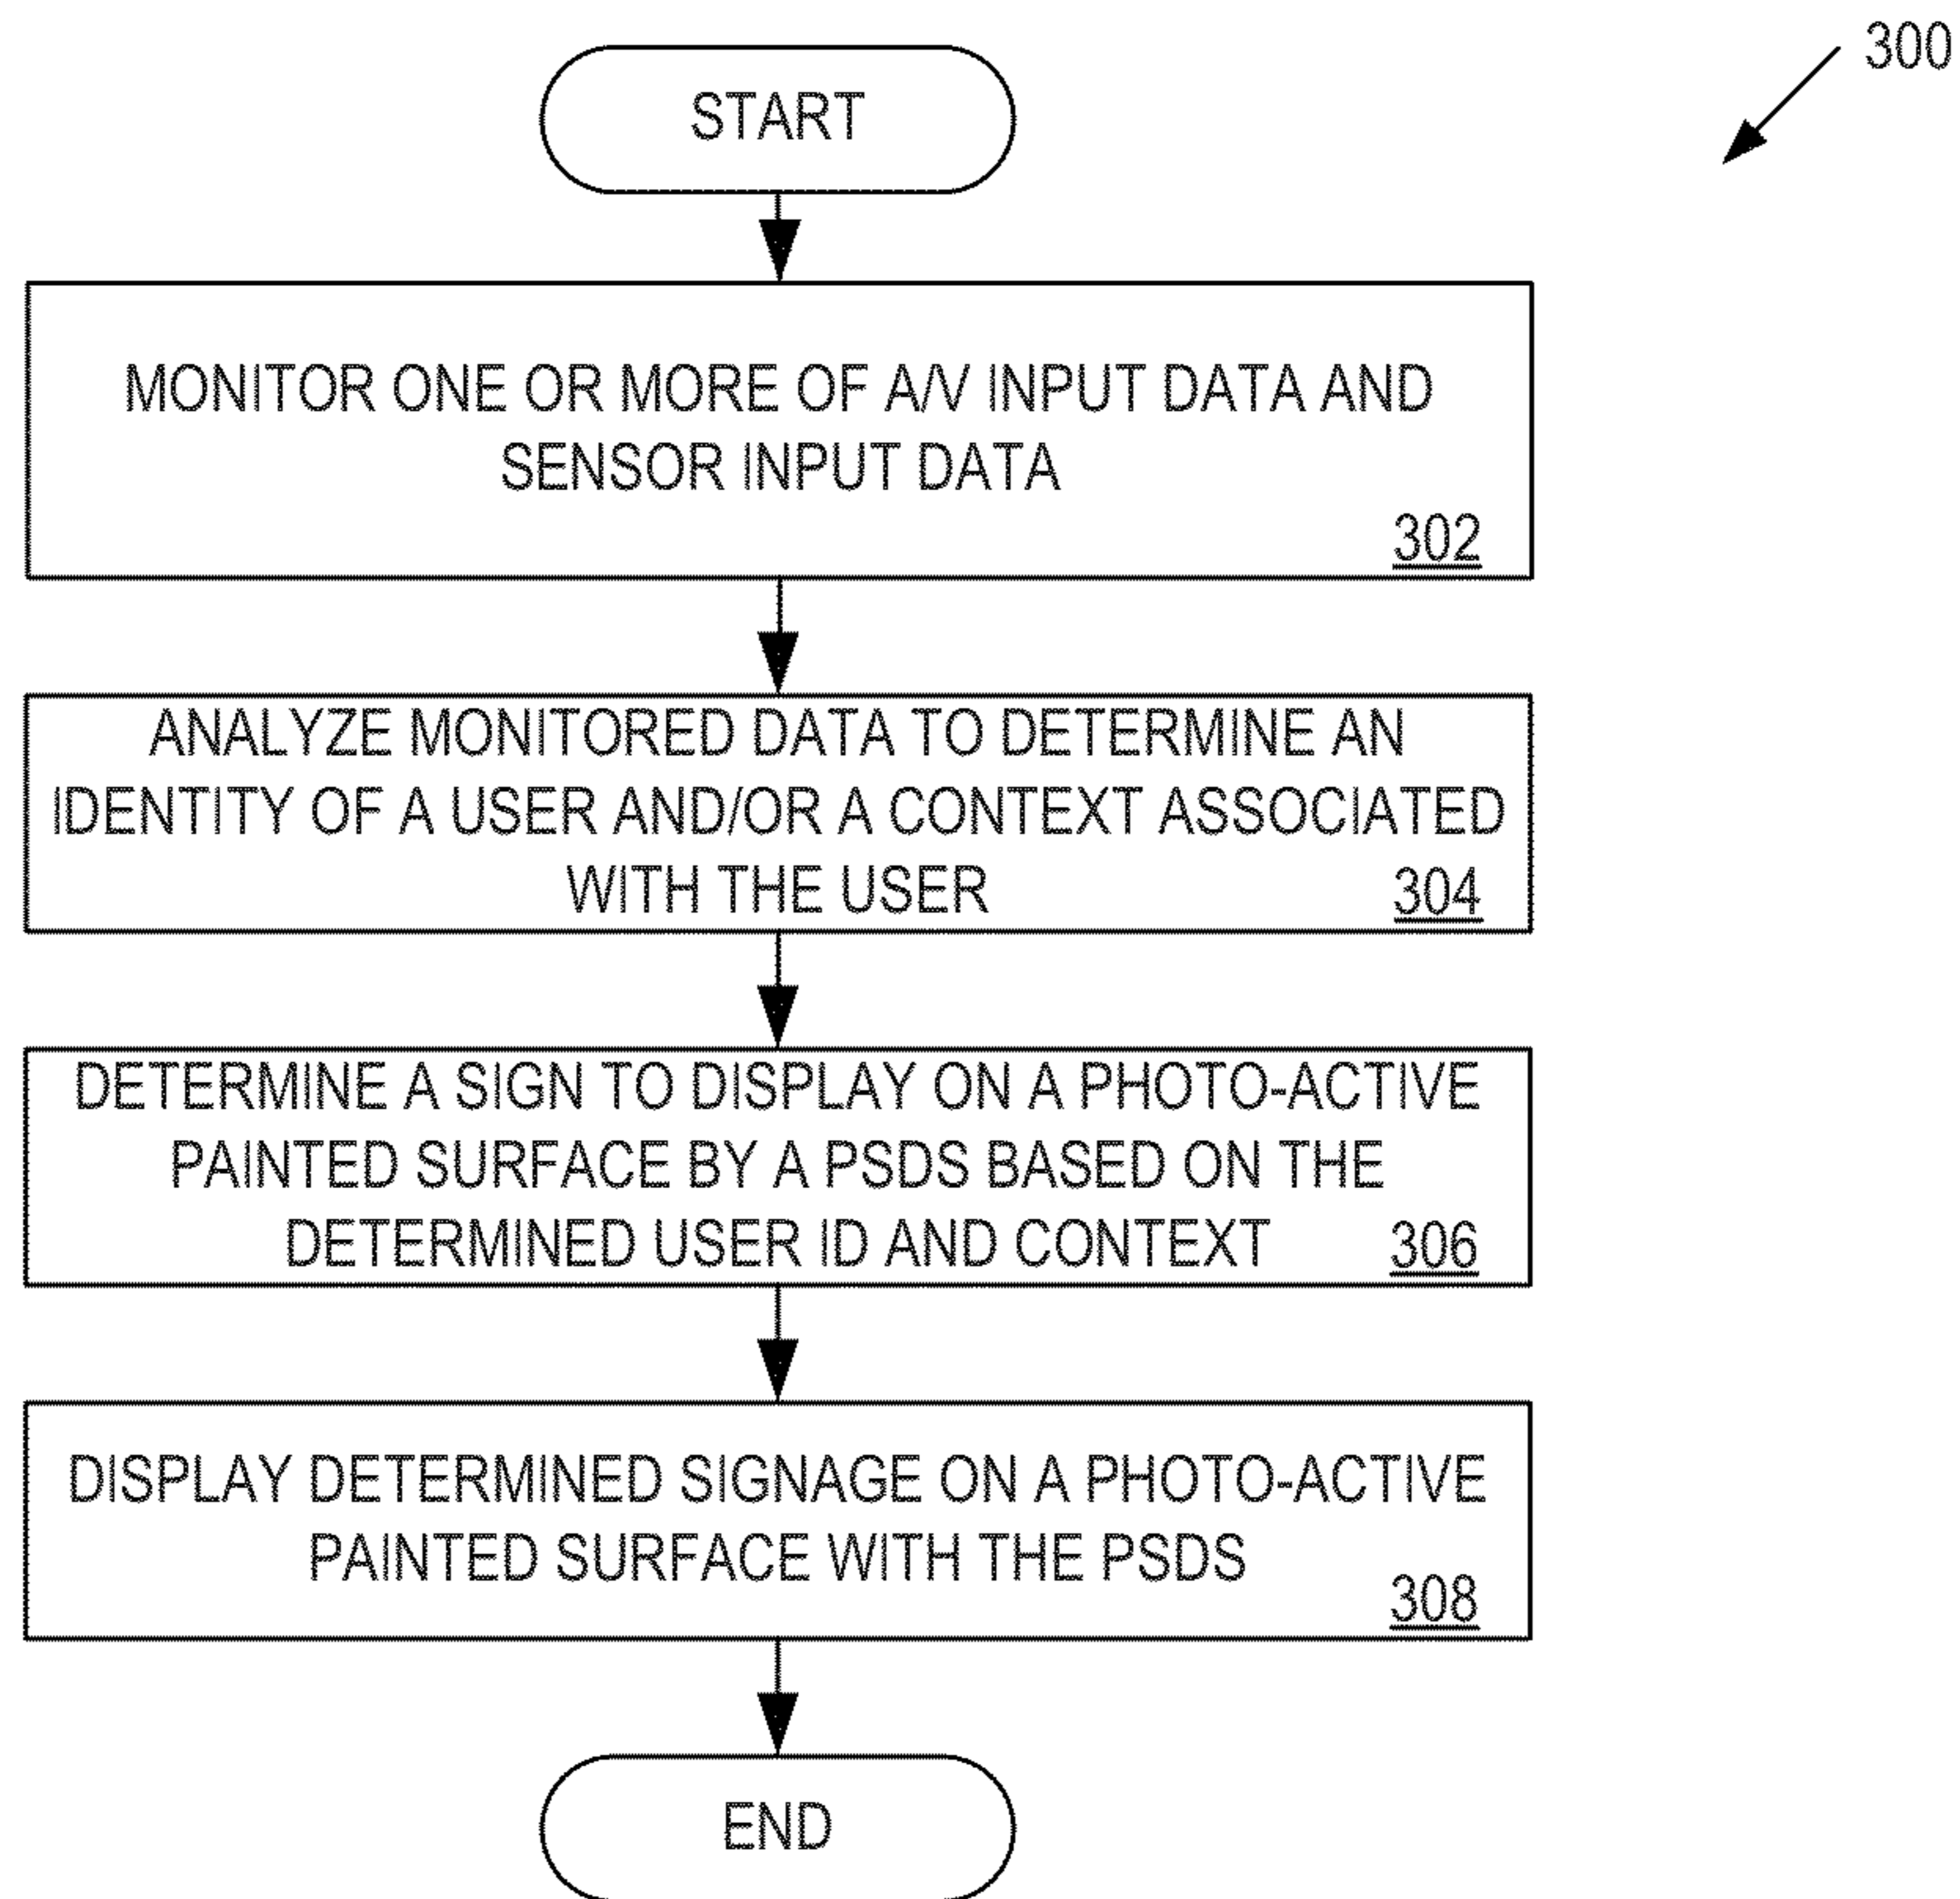 300
START
MONITOR ONE OR MORE OF A/V INPUT DATA AND
SENSOR INPUT DATA
302
ANALYZE MONITORED DATA TO DETERMINE AN
IDENTITY OF A USER AND/OR A CONTEXT ASSOCIATED
WITH THE USER
304
DETERMINE A SIGN TO DISPLAY ON A PHOTO-ACTIVE
PAINTED SURFACE BY A PSDS BASED ON THE
DETERMINED USER ID AND CONTEXT
306
DISPLAY DETERMINED SIGNAGE ON A PHOTO-ACTIVE
PAINTED SURFACE WITH THE PSDS
308
END